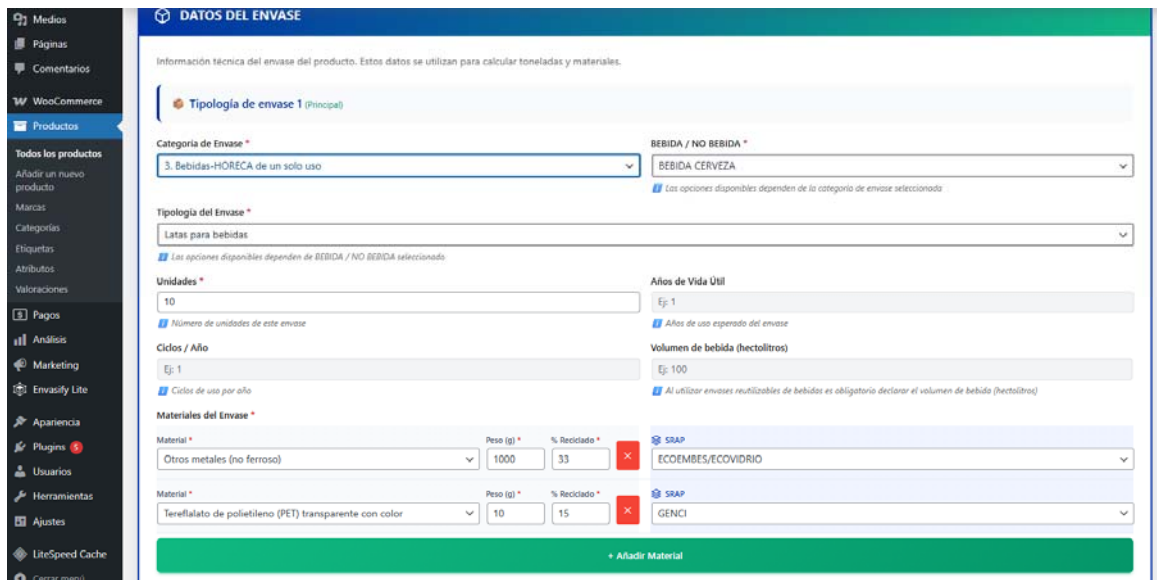 Medios
Páginas
Comentarios
WooCommerce
Productos
Todos los productos
Añadir un nuevo
producto
Marcas
Categorías
Etiquetas
Atributos
Valoraciones
Pagos
Análisis
Marketing
Envasify Lite
Apariencia
Plugins 5
Usuarios
Herramientas
Ajustes
LiteSpeed Cache
Cerrar menú
DATOS DEL ENVASE
Información técnica del envase del producto. Estos datos se utilizan para calcular toneladas y materiales.
Tipología de envase 1 (Principal)
Categoría de Envase *
BEBIDA / NO BEBIDA *
3. Bebidas-HORECA de un solo uso
BEBIDA CERVEZA
Las opciones disponibles dependen de la categoría de envase seleccionada
Tipología del Envase *
Latas para bebidas
Las opciones disponibles dependen de BEBIDA / NO BEBIDA seleccionado
Unidades *
Años de Vida Útil
10
Ej: 1
Número de unidades de este envase
Años de uso esperado del envase
Ciclos / Año
Volumen de bebida (hectolitros)
Ej: 1
Ej: 100
Ciclos de uso por año
Al utilizar envases reutilizables de bebidas es obligatorio declarar el volumen de bebida (hectolitros)
Materiales del Envase *
Material * Peso (g) * % Reciclado * SRAP
Otros metales (no ferroso) 1000 33 × ECOEMBES/ECOVIDRIO
Material * Peso (g) * % Reciclado * SRAP
Tereflalato de polietileno (PET) transparente con color 10 15 × GENCI
+ Añadir Material